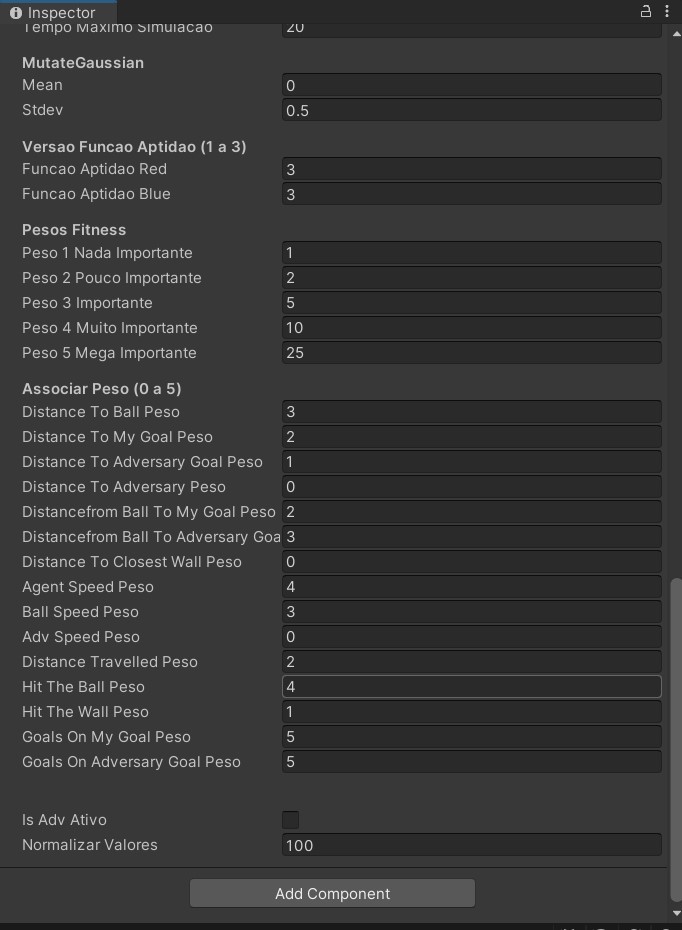 Inspector
Tempo Maximo Simulacao 20
MutateGaussian
Mean 0
Stdev 0.5
Versao Funcao Aptidao (1 a 3)
Funcao Aptidao Red 3
Funcao Aptidao Blue 3
Pesos Fitness
Peso 1 Nada Importante 1
Peso 2 Pouco Importante 2
Peso 3 Importante 5
Peso 4 Muito Importante 10
Peso 5 Mega Importante 25
Associar Peso (0 a 5)
Distance To Ball Peso 3
Distance To My Goal Peso 2
Distance To Adversary Goal Peso 1
Distance To Adversary Peso 0
Distancefrom Ball To My Goal Peso 2
Distancefrom Ball To Adversary Goa 3
Distance To Closest Wall Peso 0
Agent Speed Peso 4
Ball Speed Peso 3
Adv Speed Peso 0
Distance Travelled Peso 2
Hit The Ball Peso 4
Hit The Wall Peso 1
Goals On My Goal Peso 5
Goals On Adversary Goal Peso 5
Is Adv Ativo
Normalizar Valores 100
Add Component